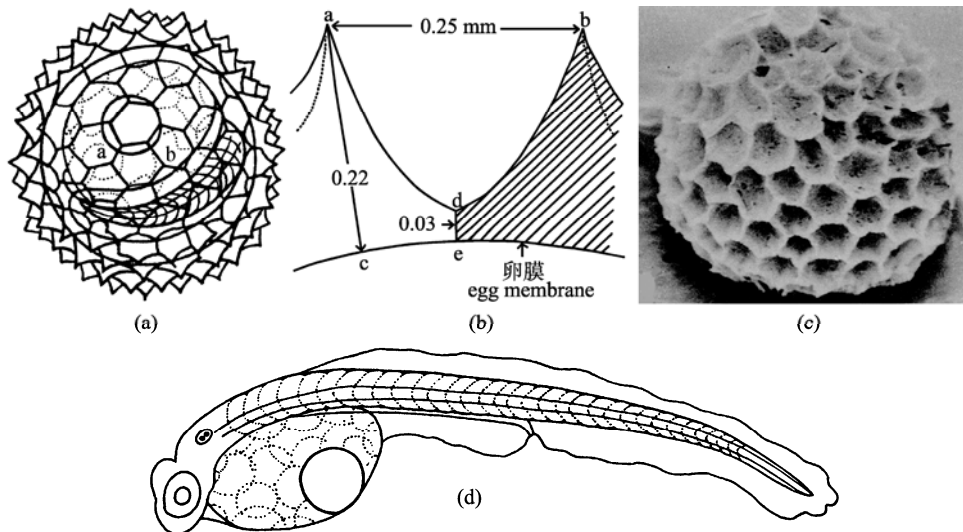 a
b
(a)
a
0.25 mm
b
0.22
d
0.03
c
e
卵膜
egg membrane
(b)
(c)
(d)